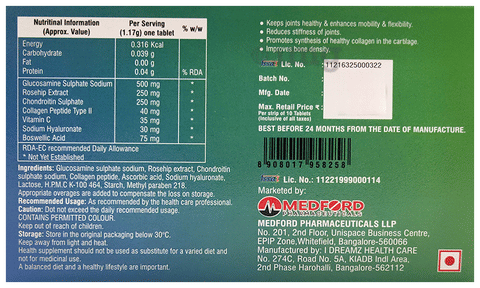 Nutritinal Information
(Approx. Value)
Per Serving
(1.17g) one tablet
% w/w
Energy 0.316 Kcal
Carbohydrate 0.039 g
Fat 0.00 g
Protein 0.04 g % RDA
Glucosamine Sulphate Sodium 500 mg *
Rosehip Extract 250 mg *
Chondroitin Sulphate 250 mg *
Collagen Peptide Type II 40 mg *
Vitamin C 35 mg *
Sodium Hyaluronate 30 mg *
Boswellic Acid 75 mg *
RDA-EC recommended Daily Allowance
* Not Yet Established
Ingredients: Glucosamine sulphate sodium, Rosehip extract, Chondroitin
sulphate sodium, Collagen peptide, Ascorbic acid, Sodium hyaluronate,
Lactose, H.P.M.C K-100 464, Starch, Methyl paraben 218.
Appropriate overages are added to compensate the loss on storage.
Recommended Usage: As recommended by the health care professional.
Caution: Dot not exceed the daily recommended usage.
CONTAINS PERMITTED COLOUR.
Keep out of reach of children.
Storage: Store in the original packaging below 30°C.
Keep away from light and heat.
Health supplement should not be used as substitute for a varied diet and
not for medicinal use.
A balanced diet and a healthy lifestyle are important.
• Keeps joints healthy & enhances mobility & flexibility.
• Reduces stiffness of joints.
• Promotes synthesis of healthy collagen in the cartilage.
• Improves bone density.
fssai Lic. No. 11216325000322
Batch No.
Mfg. Date
Max. Retail Price ₹ :
Per strip of 10 Tablets
(Inclusive of all taxes)
BEST BEFORE 24 MONTHS FROM THE DATE OF MANUFACTURE.
8 908017 958258
fssai Lic. No.: 11221999000114
Marketed by:
MEDFORD
PHARMACEUTICALS
MEDFORD PHARMACEUTICALS LLP
No. 201, 2nd Floor, Unispace Business Centre,
EPIP Zone,Whitefield, Bangalore-560066
Manufactured by: I DREAMZ HEALTH CARE
No. 274C, Road No. 5A, KIADB Indl Area,
2nd Phase Harohalli, Bangalore-562112